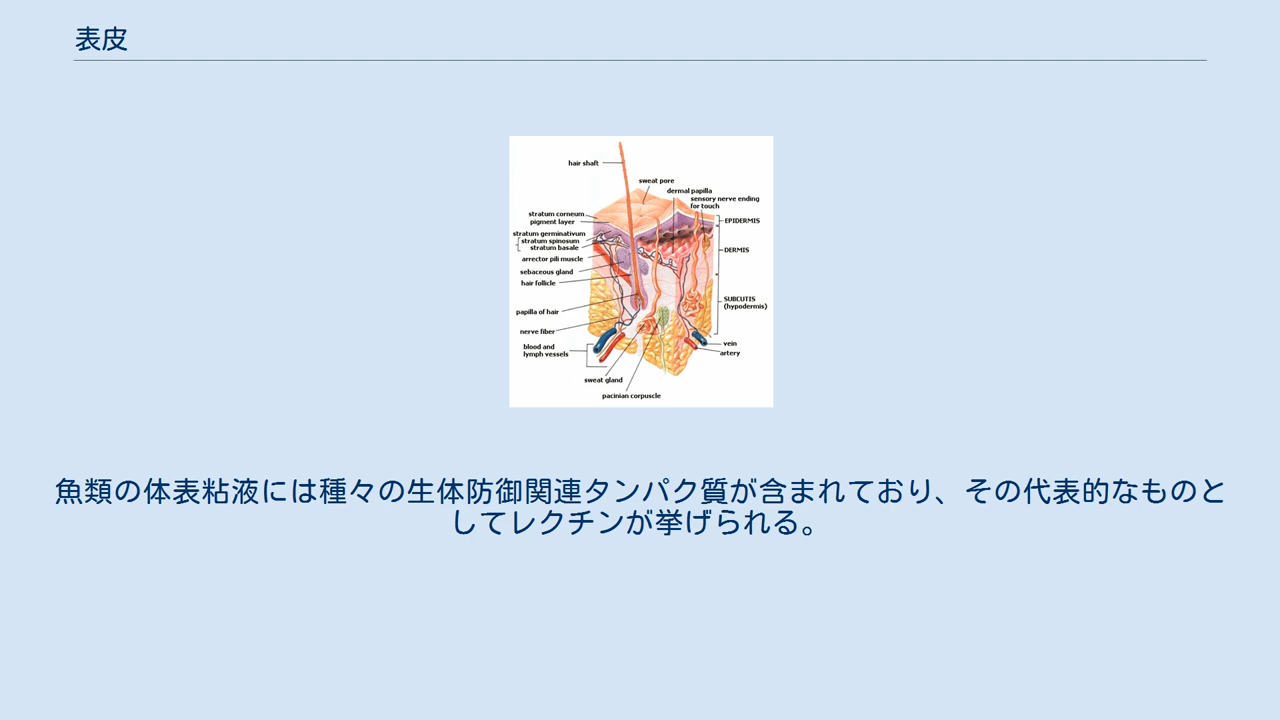 表皮
hair shaft
sweat pore
dermal papilla
sensory nerve ending
for touch
stratum corneum
pigment layer
EPIDERMIS
stratum germinativum
stratum spinosum
stratum basale
DERMIS
arrector pili muscle
sebaceous gland
hair follicle
SUBCUTIS
(hypodermis)
papilla of hair
nerve fiber
blood and
lymph vessels
vein
artery
sweat gland
pacinian corpuscle
魚類の体表粘液には種々の生体防御関連タンパク質が含まれており、その代表的なものと
してレクチンが挙げられる。